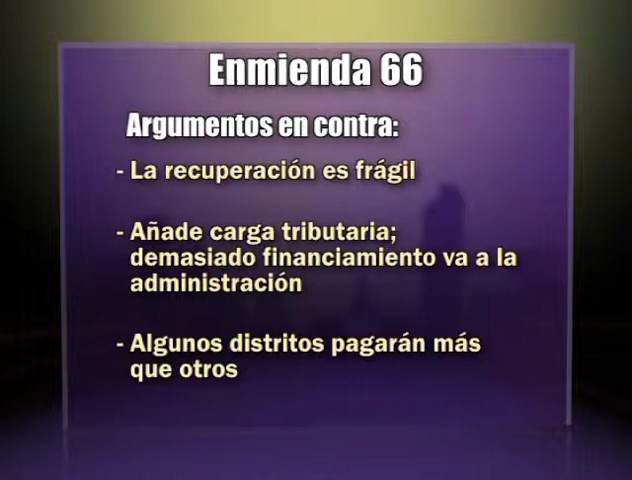 Enmienda 66
Argumentos en contra:
- La recuperación es frágil
- Añade carga tributaria;
demasiado financiamiento va a la
administración
- Algunos distritos pagarán más
que otros